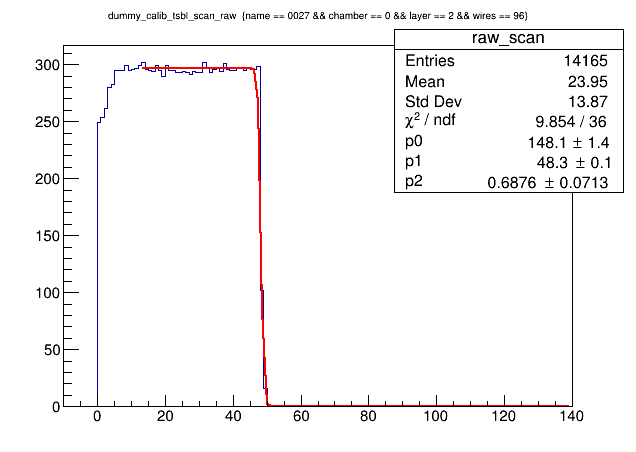 dummy_calib_tsbl_scan_raw {name == 0027 && chamber == 0 && layer == 2 && wires == 96}
raw_scan
Entries 14165
Mean 23.95
Std Dev 13.87
χ² / ndf 9.854 / 36
p0 148.1 ± 1.4
p1 48.3 ± 0.1
p2 0.6876 ± 0.0713
300
250
200
150
100
50
0
0 20 40 60 80 100 120 140